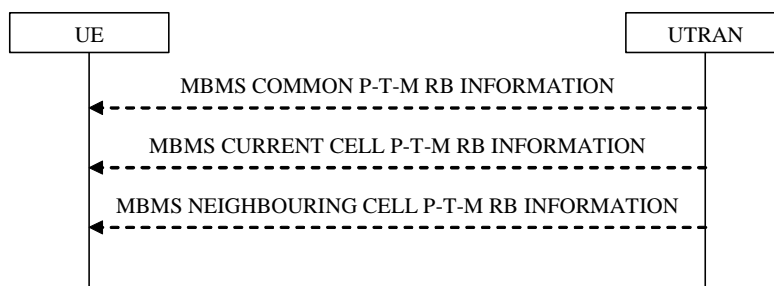 UE
UTRAN
MBMS COMMON P-T-M RB INFORMATION
MBMS CURRENT CELL P-T-M RB INFORMATION
MBMS NEIGHBOURING CELL P-T-M RB INFORMATION